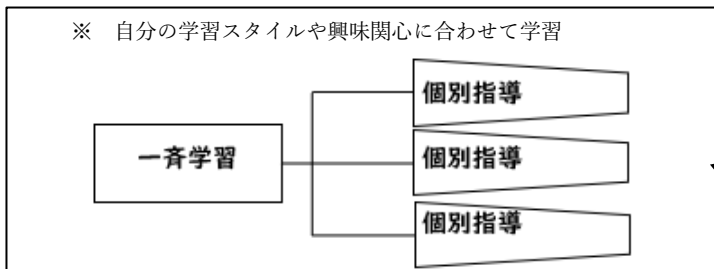 ※ 自分の学習スタイルや興味関心に合わせて学習
個別指導
一斉学習
個別指導
個別指導